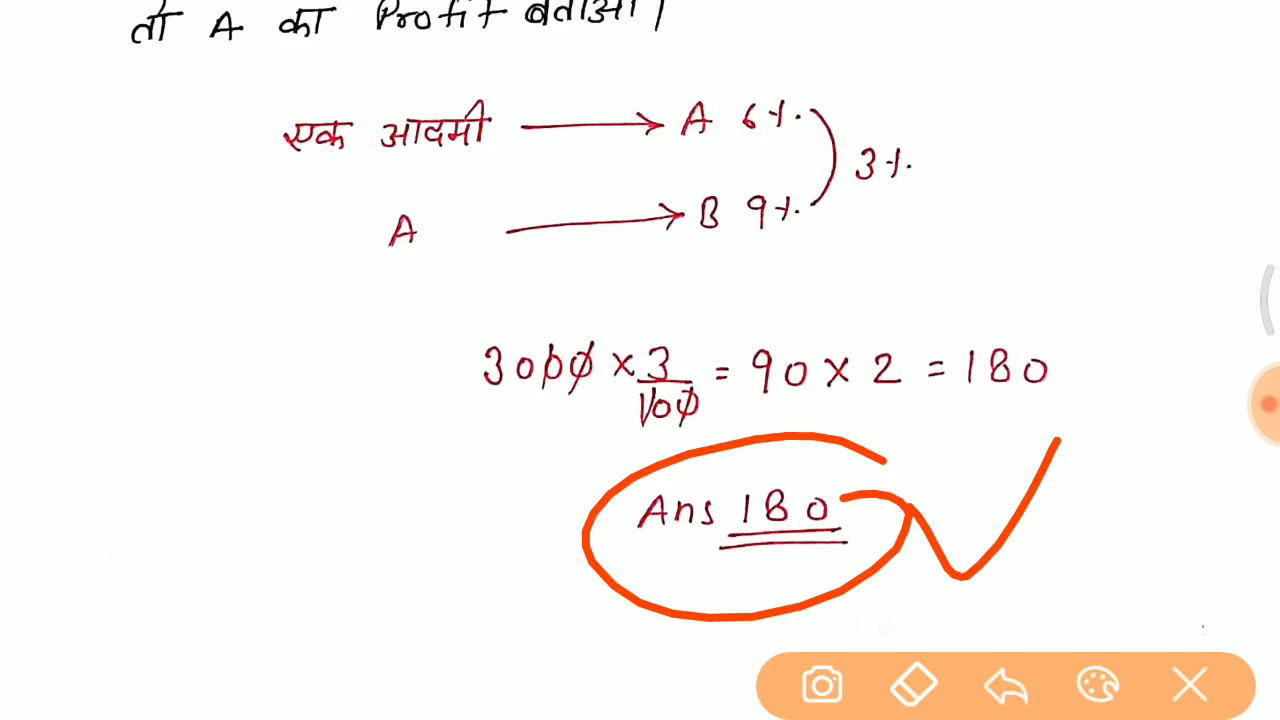 तो A का Profit बताओ।
एक आदमी → A 6%.
3%.
A → B 9%.
3000 × 3/100 = 90 × 2 = 180
Ans 180